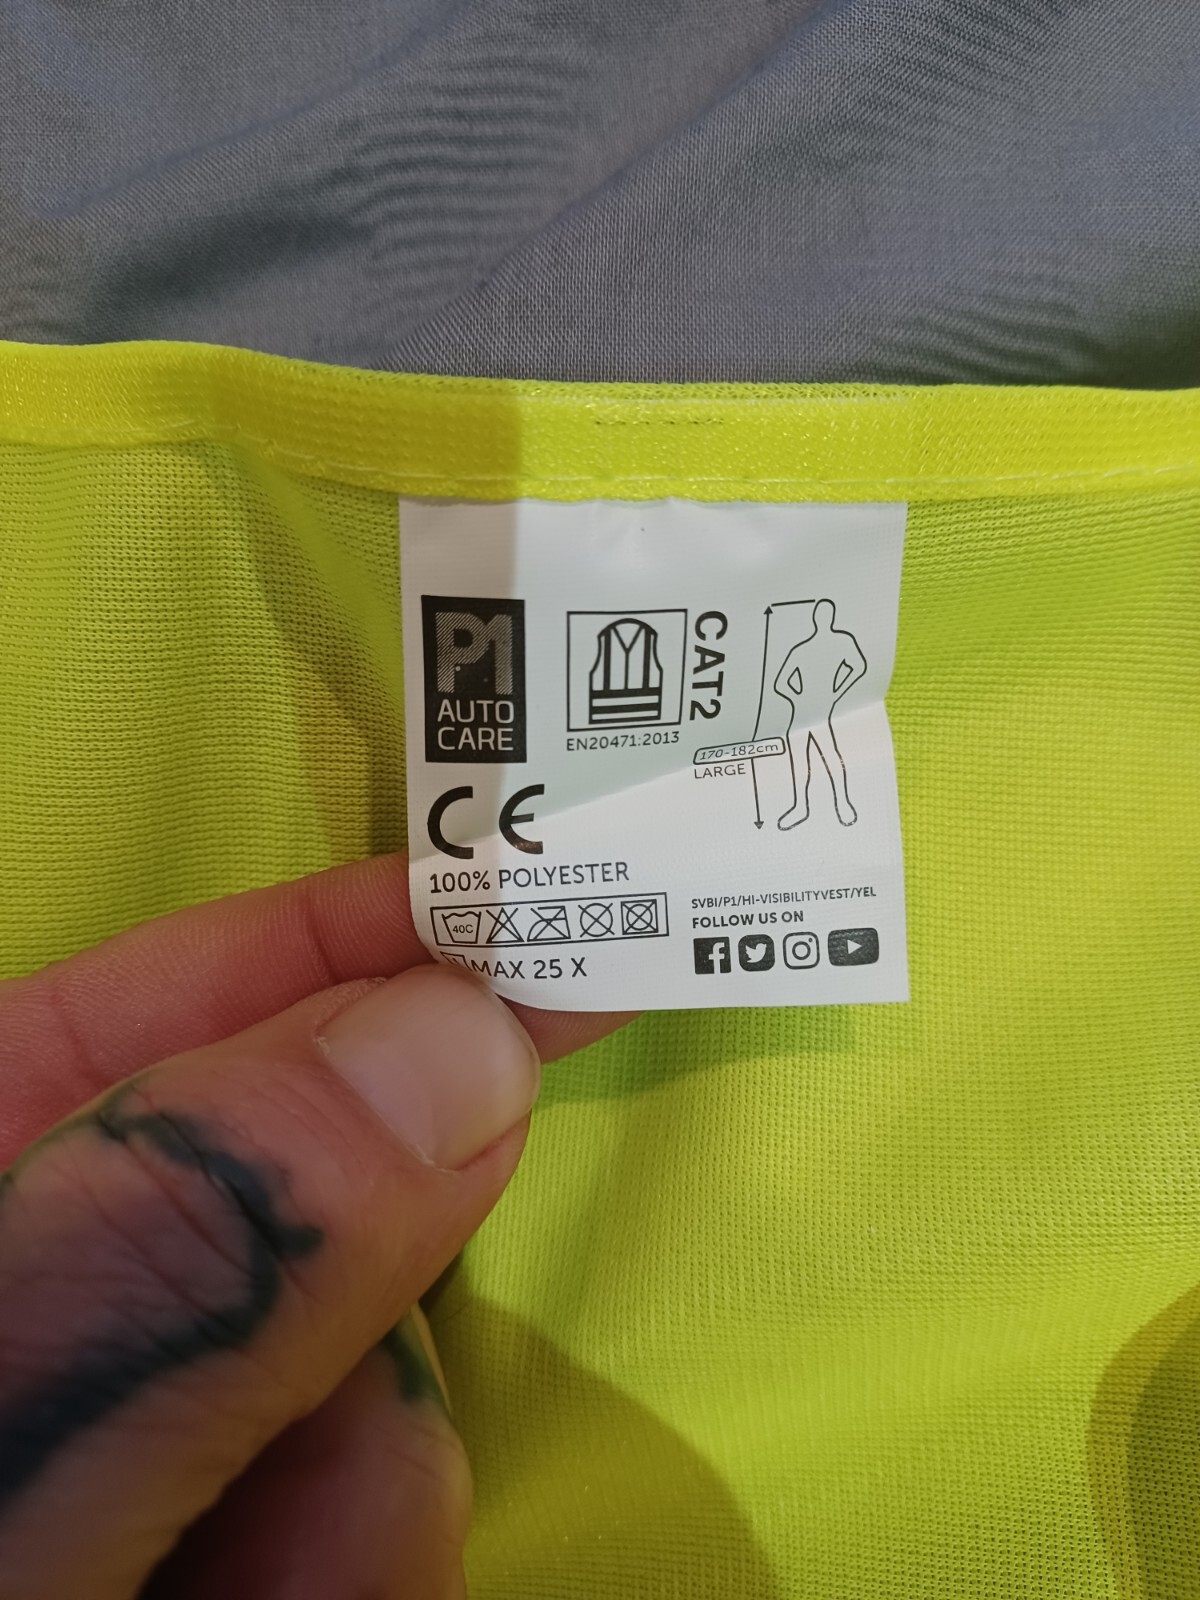 P1
AUTO
CARE
EN20471:2013
CAT2
170-182cm
LARGE
CE
100% POLYESTER
40C
MAX 25 X
SVBI/P1/HI-VISIBILITYVEST/YEL
FOLLOW US ON